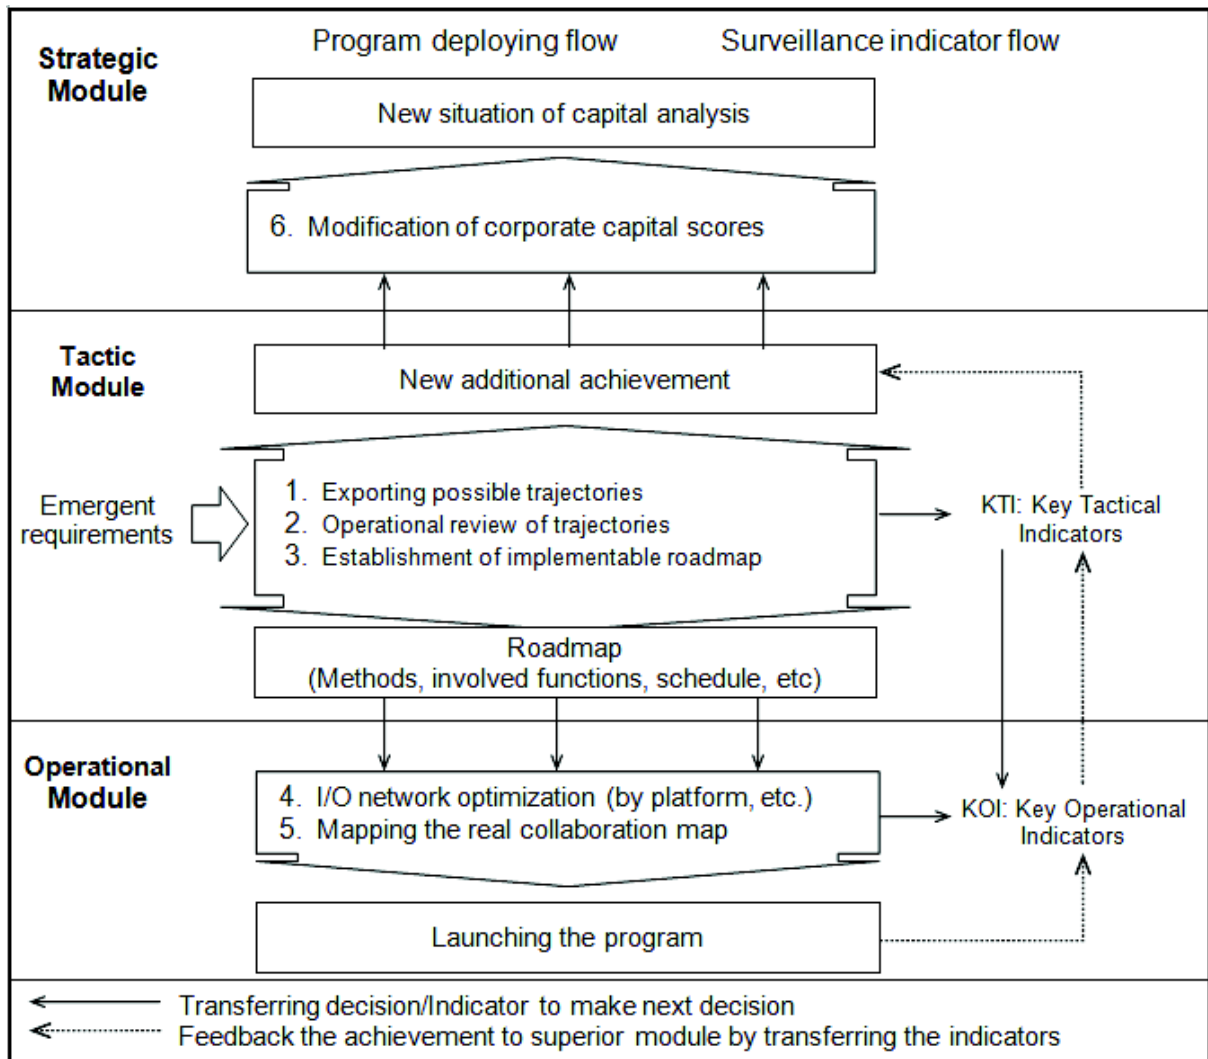 Program deploying flow
Surveillance indicator flow
Strategic
Module
New situation of capital analysis
6. Modification of corporate capital scores
Tactic
Module
New additional achievement
Emergent
requirements
1. Exporting possible trajectories
2. Operational review of trajectories
3. Establishment of implementable roadmap
KTI: Key Tactical
Indicators
Roadmap
(Methods, involved functions, schedule, etc)
Operational
Module
4. I/O network optimization (by platform, etc.)
5. Mapping the real collaboration map
KOI: Key Operational
Indicators
Launching the program
Transferring decision/Indicator to make next decision
Feedback the achievement to superior module by transferring the indicators